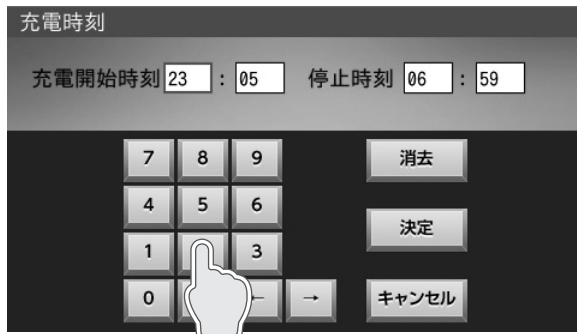 充電時刻
充電開始時刻 23 : 05 停止時刻 06 : 59
7 8 9 消去
4 5 6
決定
1 3
0 ← → キャンセル